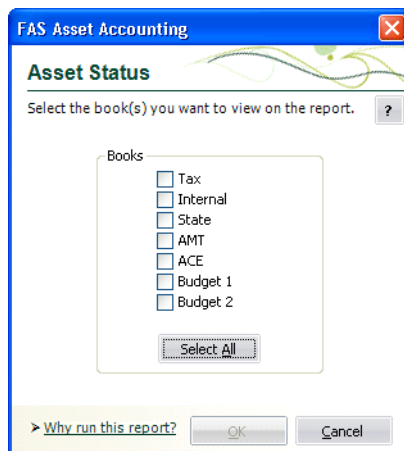 FAS Asset Accounting
Asset Status
Select the book(s) you want to view on the report.
?
Books
Tax
Internal
State
AMT
ACE
Budget 1
Budget 2
Select All
Why run this report?
OK
Cancel